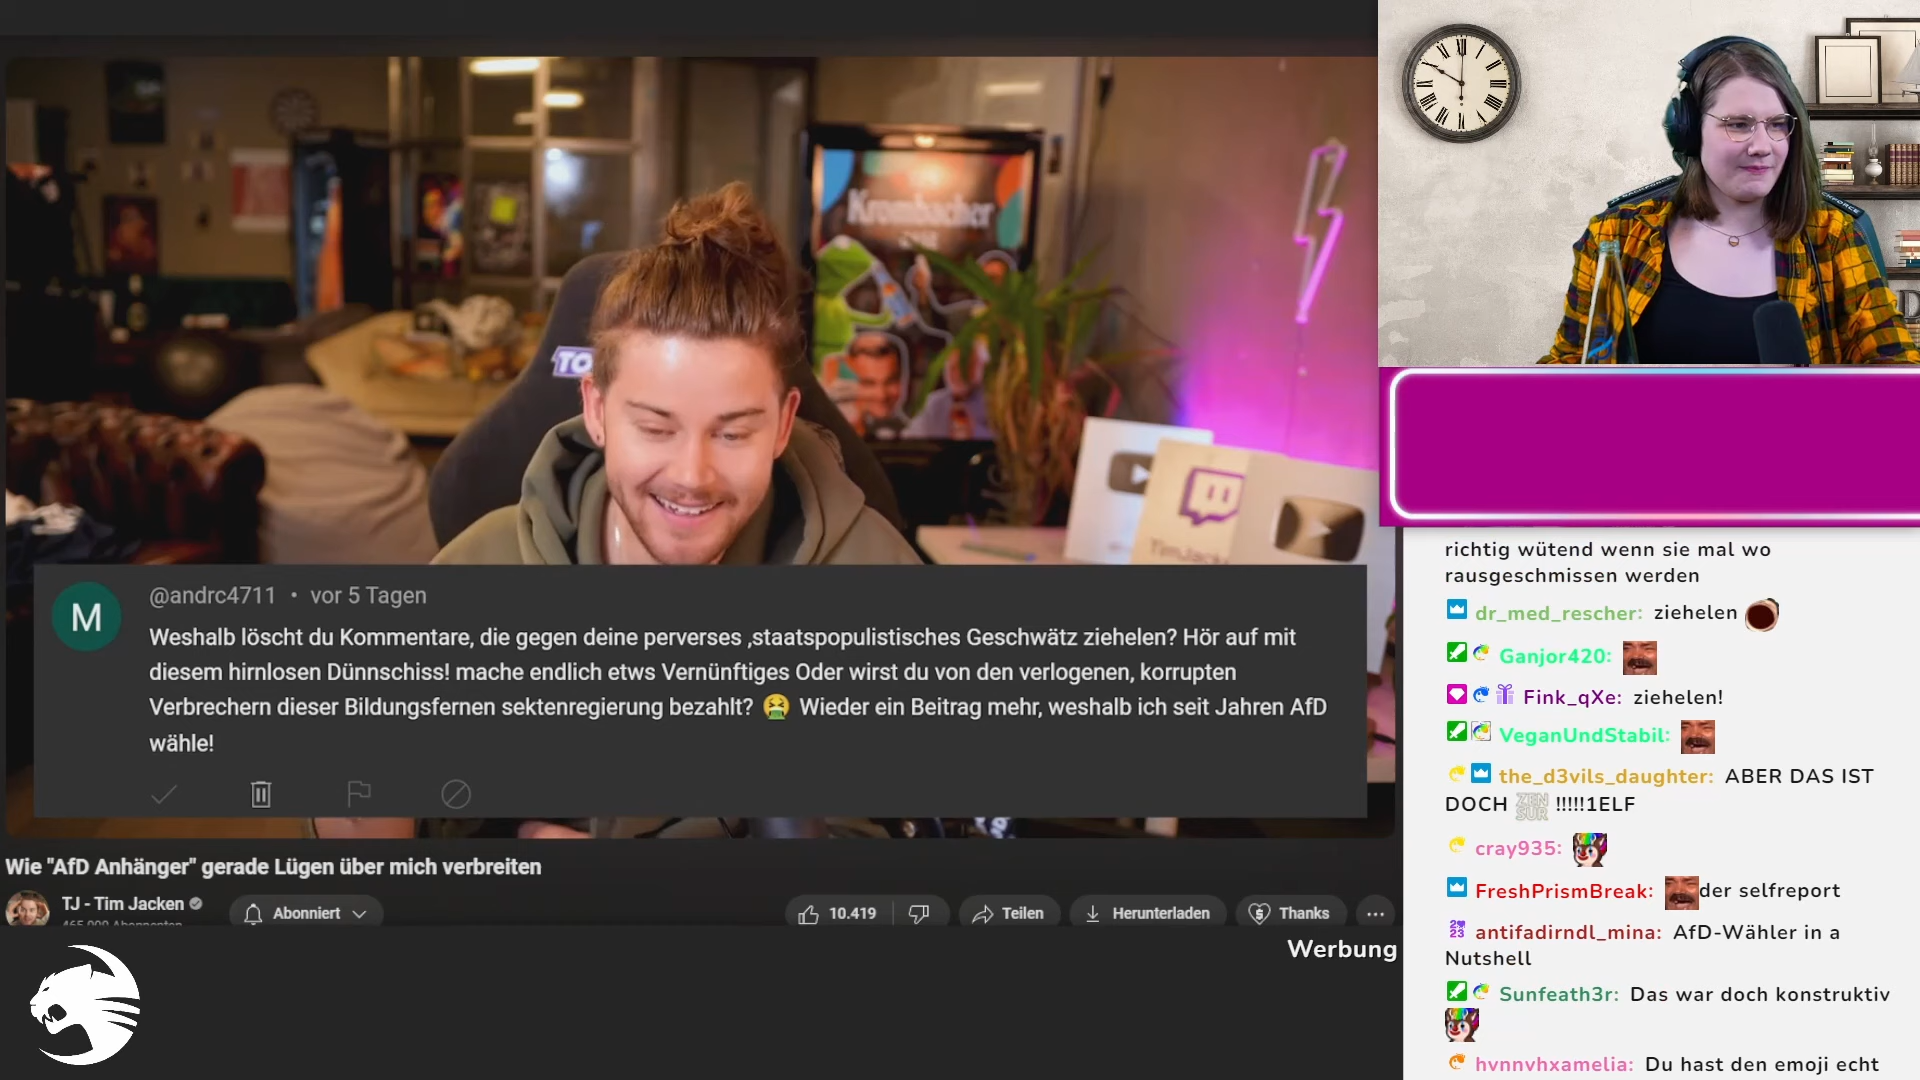 Krombacher
TO
TimJack
@andrc4711 • vor 5 Tagen
M
Weshalb löscht du Kommentare, die gegen deine perverses ,staatspopulistisches Geschwätz ziehelen? Hör auf mit
diesem hirnlosen Dünnschiss! mache endlich etws Vernünftiges Oder wirst du von den verlogenen, korrupten
Verbrechern dieser Bildungsfernen sektenregierung bezahlt? 🤮 Wieder ein Beitrag mehr, weshalb ich seit Jahren AfD
wähle!
Wie "AfD Anhänger" gerade Lügen über mich verbreiten
TJ - Tim Jacken
Abonniert
10.419
Teilen
Herunterladen
Thanks
Werbung
richtig wütend wenn sie mal wo
rausgeschmissen werden
dr_med_rescher: ziehelen
Ganjor420:
Fink_qXe: ziehelen!
VeganUndStabil:
the_d3vils_daughter: ABER DAS IST
DOCH ZEN SUR !!!!!1ELF
cray935:
FreshPrismBreak: der selfreport
antifadirndl_mina: AfD-Wähler in a
Nutshell
Sunfeath3r: Das war doch konstruktiv
hvnnvhxamelia: Du hast den emoji echt